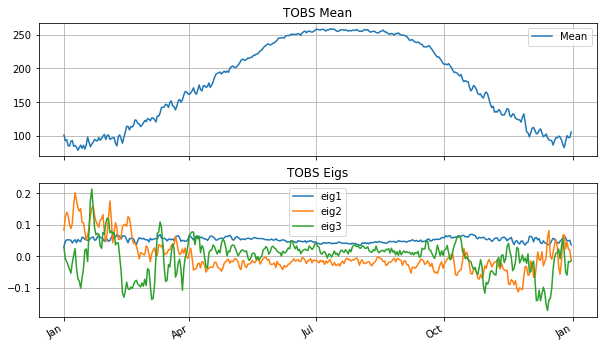 TOBS Mean
250
200
150
100
Mean
TOBS Eigs
0.2
0.1
0.0
−0.1
eig1
eig2
eig3
Jan
Apr
Jul
Oct
Jan